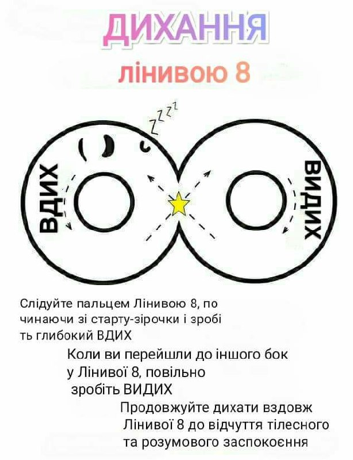 ДИХАННЯ
лінивою 8
zzzz
ВДИХ
ВИДИХ
Слідуйте пальцем Лінивою 8, по
чинаючи зі старту-зірочки і зробі
ть глибокий ВДИХ
Коли ви перейшли до іншого бок
у Лінивої 8, повільно
зробіть ВИДИХ
Продовжуйте дихати вздовж
Лінивої 8 до відчуття тілесного
та розумового заспокоєння